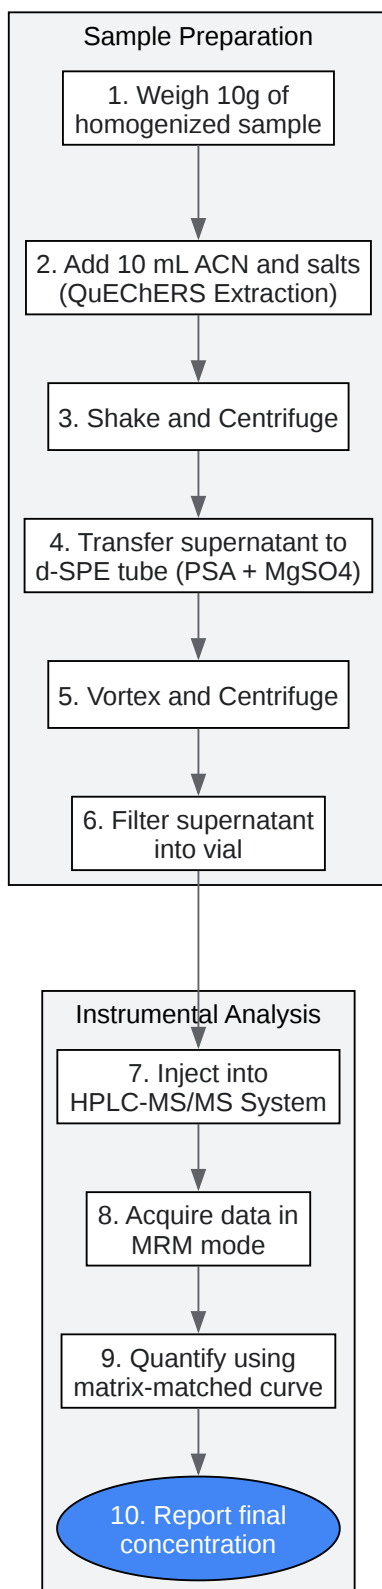 Sample Preparation
1. Weigh 10g of
homogenized sample
2. Add 10 mL ACN and salts
(QuEChERS Extraction)
3. Shake and Centrifuge
4. Transfer supernatant to
d-SPE tube (PSA + MgSO4)
5. Vortex and Centrifuge
6. Filter supernatant
into vial
Instrumental Analysis
7. Inject into
HPLC-MS/MS System
8. Acquire data in
MRM mode
9. Quantify using
matrix-matched curve
10. Report final
concentration